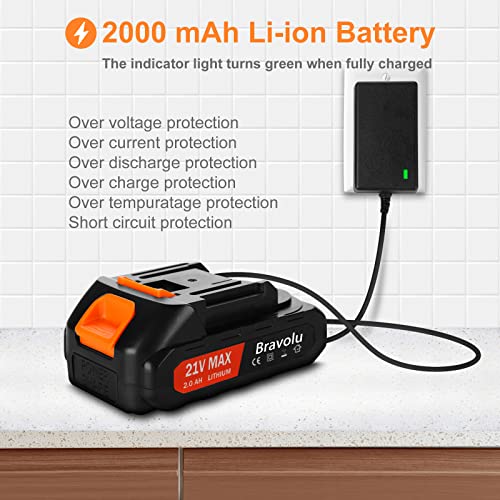 2000 mAh Li-ion Battery
The indicator light turns green when fully charged
Over voltage protection
Over current protection
Over discharge protection
Over charge protection
Over tempuratage protection
Short circuit protection
21V MAX
2.0 AH LITHIUM
Bravolu
CE
POWER